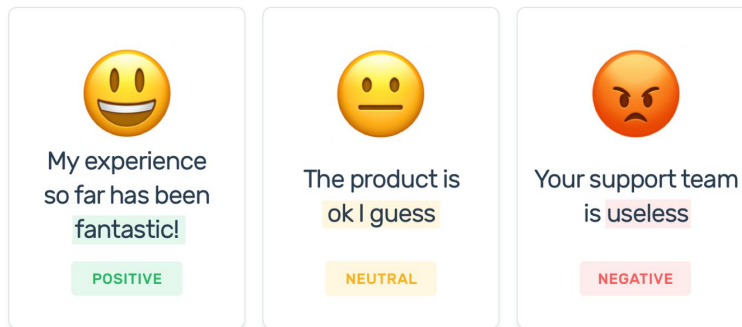 My experience
so far has been
fantastic!
POSITIVE
The product is
ok I guess
NEUTRAL
Your support team
is useless
NEGATIVE